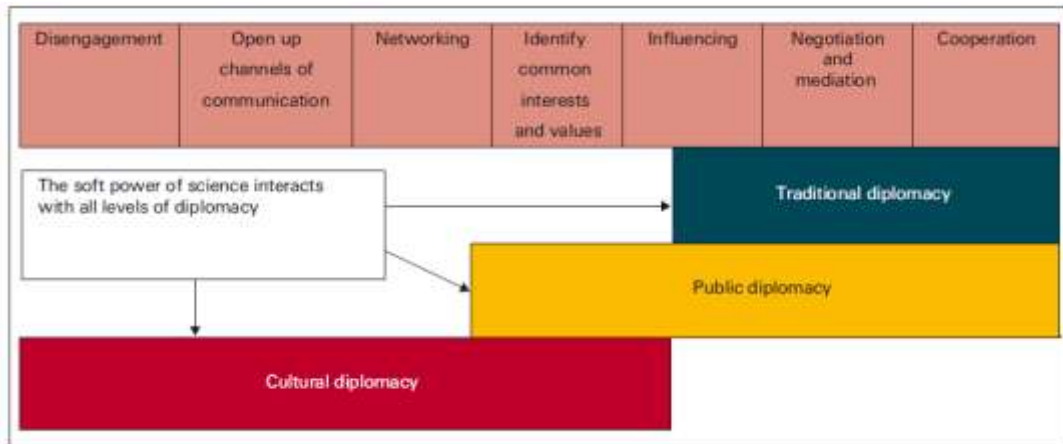 Disengagement
Open up
channels of
communication
Networking
Identify
common
interests
and values
Influencing
Negotiation
and
mediation
Cooperation
The soft power of science interacts
with all levels of diplomacy
Traditional diplomacy
Public diplomacy
Cultural diplomacy